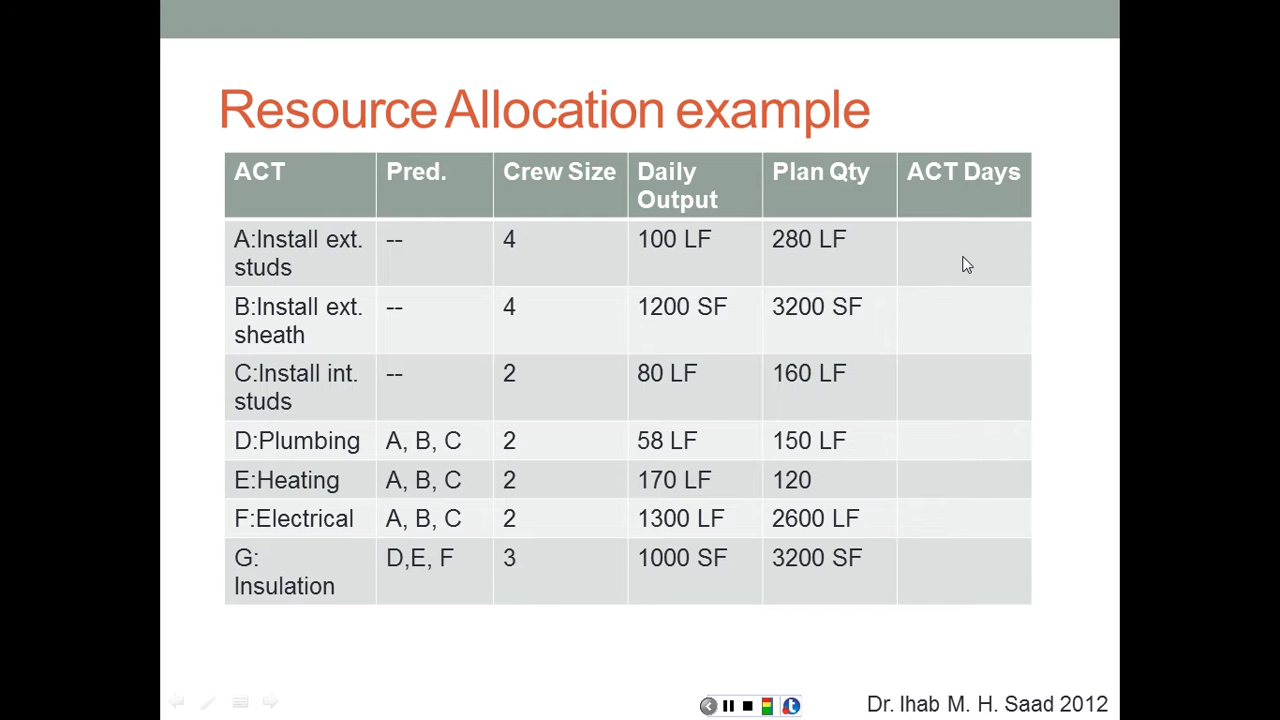 Resource Allocation example
ACT Pred. Crew Size Daily Output Plan Qty ACT Days
A:Install ext. studs -- 4 100 LF 280 LF
B:Install ext. sheath -- 4 1200 SF 3200 SF
C:Install int. studs -- 2 80 LF 160 LF
D:Plumbing A, B, C 2 58 LF 150 LF
E:Heating A, B, C 2 170 LF 120
F:Electrical A, B, C 2 1300 LF 2600 LF
G: Insulation D,E, F 3 1000 SF 3200 SF
Dr. Ihab M. H. Saad 2012